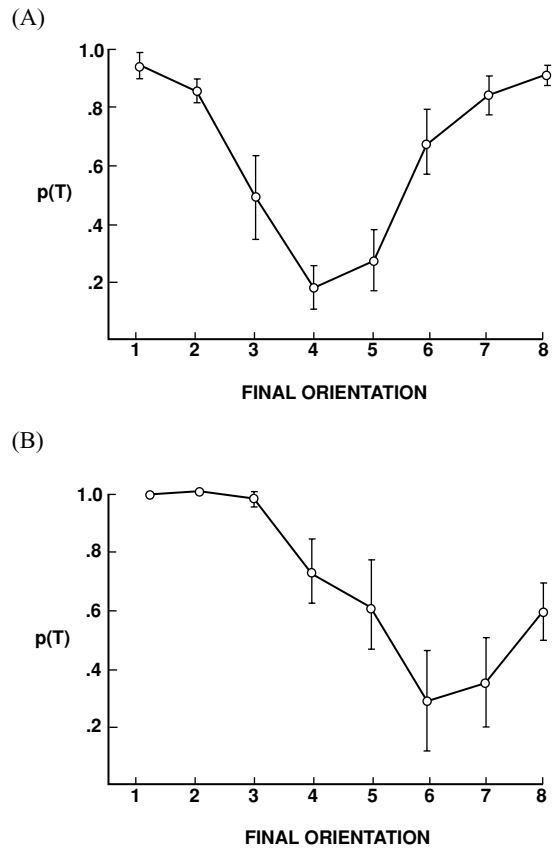 (A)
1.0
.8
.6
p(T)
.4
.2
1 2 3 4 5 6 7 8
FINAL ORIENTATION
(B)
1.0
.8
.6
p(T)
.4
.2
1 2 3 4 5 6 7 8
FINAL ORIENTATION